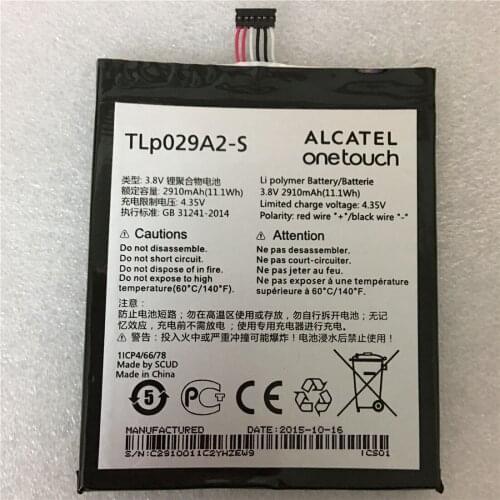 TLp029A2-S
ALCATEL
onetouch
类型: 3.8V 锂聚合物电池
额定容量: 2910mAh(11.1Wh)
充电限制电压: 4.35V
执行标准: GB 31241-2014
Li polymer Battery/Batterie
3.8V 2910mAh(11.1Wh)
Limited charge voltage: 4.35V
Polarity: red wire "+"/black wire "-"
Cautions
Do not disassemble.
Do not short circuit.
Do not dispose of in fire.
Do not expose to high
temperature(60°C/140°F).
Attention
Ne pas désassembler.
Ne pas court-circuiter.
Ne pas jeter au feu.
Ne pas exposer à température
supérieure à 60°C/140°F.
注意:
防止电池短路; 勿在高温区使用或存放, 勿自行拆开电池; 无记
忆效应, 充电前不需放电; 使用专用充电器进行充电。
警告: 投入火中或严重冲撞可能引起爆裂。电池浸水后禁止使用!
1ICP4/66/78
Made by SCUD
Made in China
5
CE
MANUFACTURED
2015-10-16
S/N:C2910011C2YHZEW9
ICS01